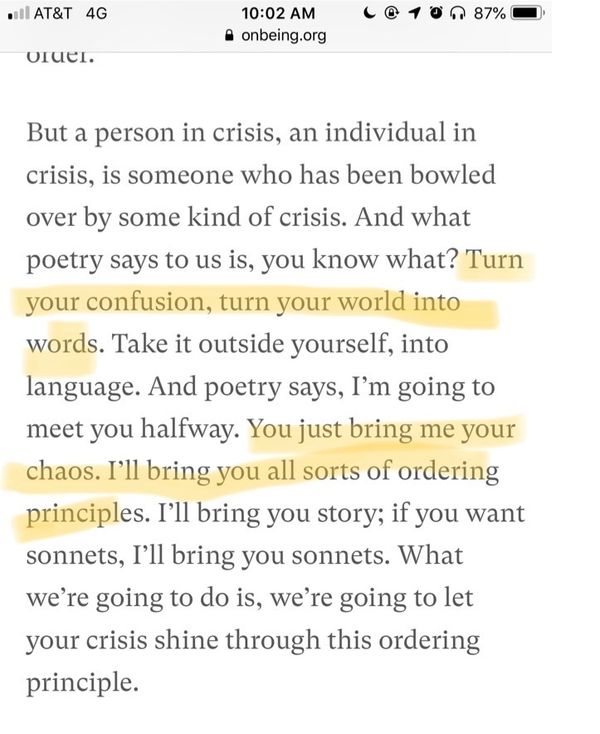 AT&T 4G 10:02 AM 87%
onbeing.org
order.
But a person in crisis, an individual in
crisis, is someone who has been bowled
over by some kind of crisis. And what
poetry says to us is, you know what? Turn
your confusion, turn your world into
words. Take it outside yourself, into
language. And poetry says, I’m going to
meet you halfway. You just bring me your
chaos. I’ll bring you all sorts of ordering
principles. I’ll bring you story; if you want
sonnets, I’ll bring you sonnets. What
we’re going to do is, we’re going to let
your crisis shine through this ordering
principle.